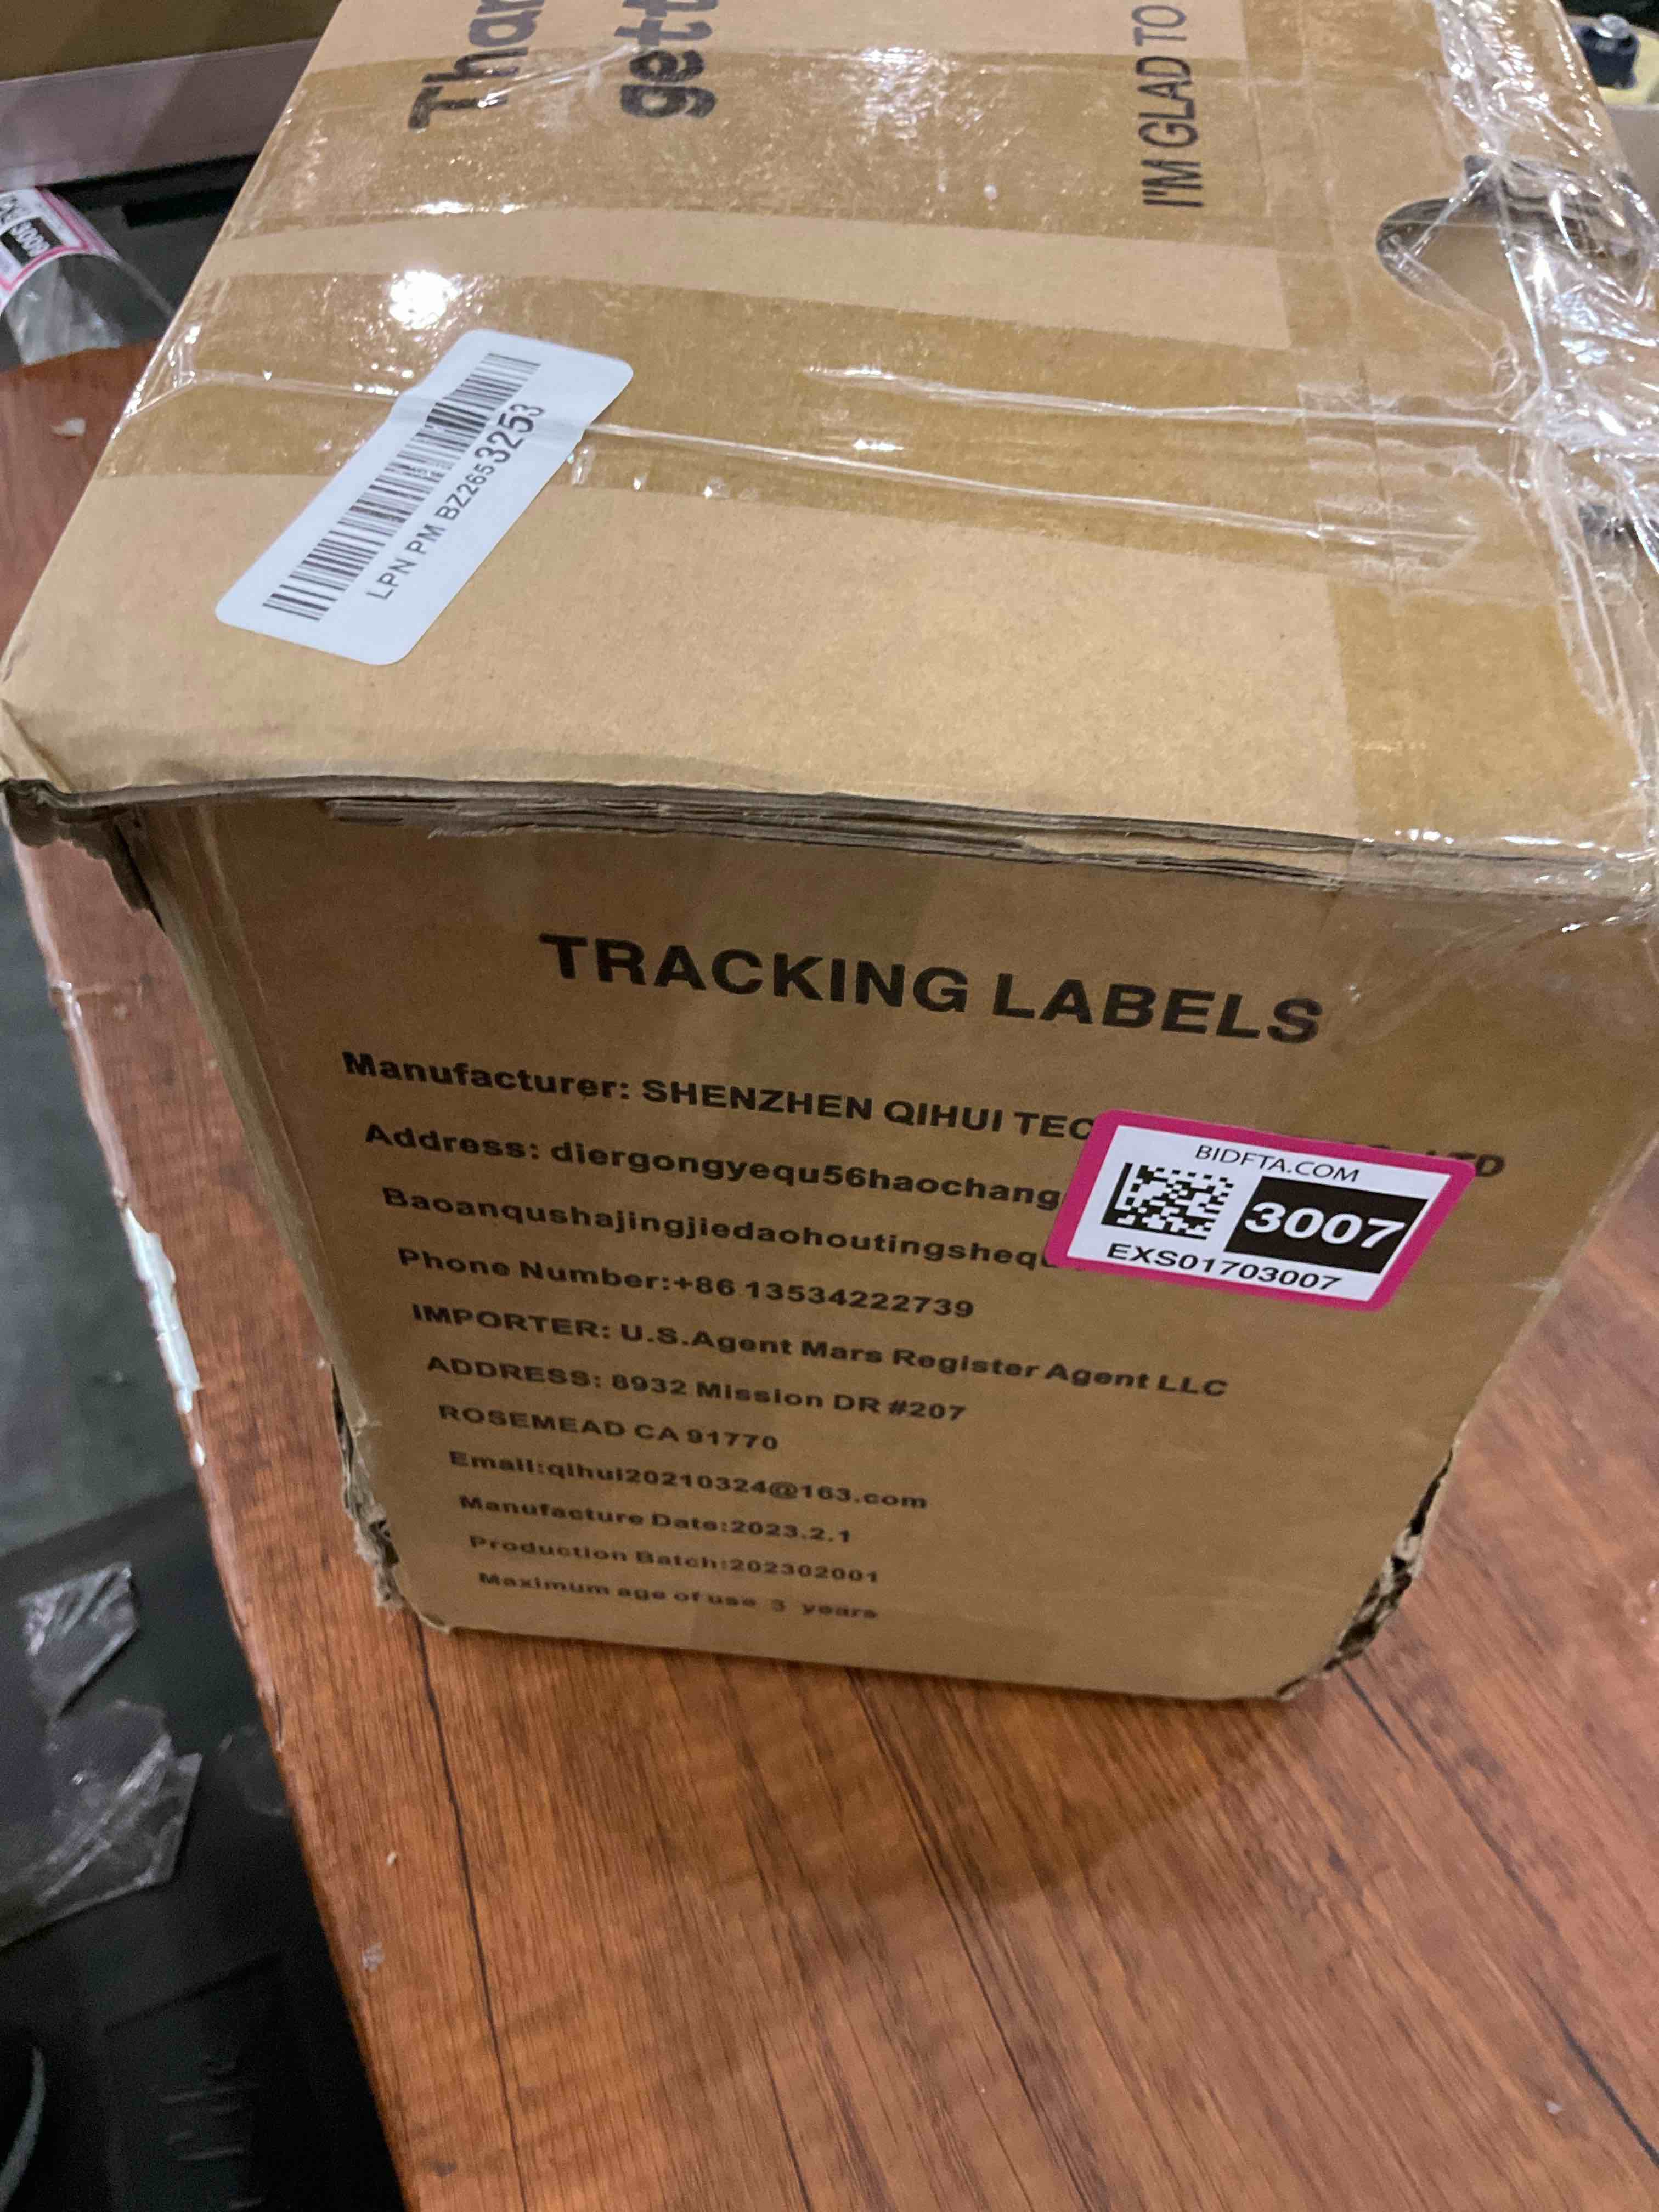 gett
I'M GLAD TO
LPN PM BZ2653253
TRACKING LABELS
Manufacturer: SHENZHEN QIHUI LTD
Address: diergongyequ56haochang
Baoanqushajingjiedaohoutingshequ
Phone Number:+86 13534222739
IMPORTER: U.S.Agent Mars Register Agent LLC
ADDRESS: 8932 Mission DR #207
ROSEMEAD CA 91770
Email:qihui20210324@163.com
Manufacture Date:2023.2.1
Production Batch:202302001
Maximum age of use 3 years
BIDFTA.COM
3007
EXS01703007